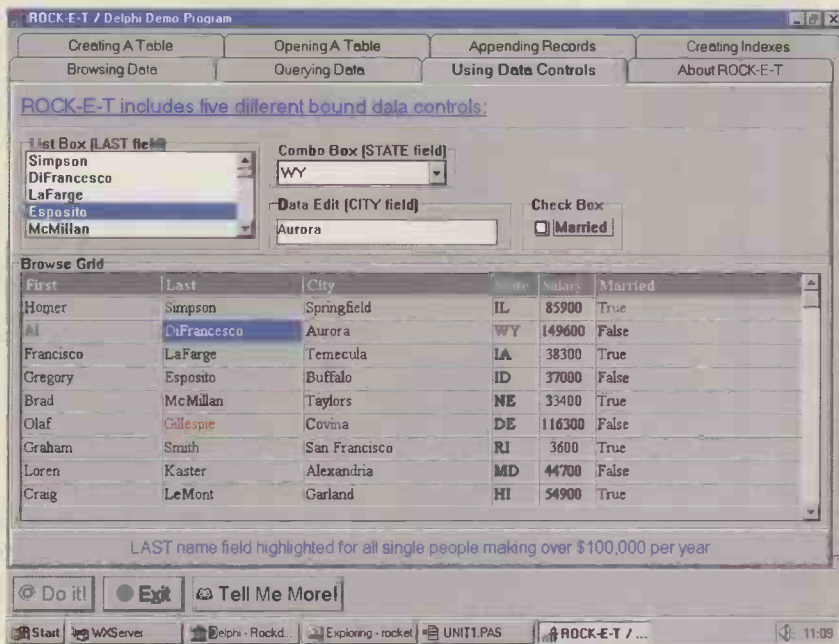 ROCK-E-T / Delphi Demo Program
Creating A Table Opening A Table Appending Records Creating Indexes
Browsing Data Querying Data Using Data Controls About ROCK-E-T
ROCK-E-T includes five different bound data controls:
List Box (LAST field)
Simpson
DiFrancesco
LaFarge
Esposito
McMillan
Combo Box (STATE field)
WY
Data Edit (CITY field)
Aurora
Check Box
Married
Browse Grid
First Last City State Salary Married
Homer Simpson Springfield IL 85900 True
Al DiFrancesco Aurora WY 149600 False
Francisco LaFarge Temecula IA 38300 True
Gregory Esposito Buffalo ID 37000 False
Brad McMillan Taylors NE 33400 True
Olaf Gillespie Covina DE 116300 False
Graham Smith San Francisco RI 3600 True
Loren Kaster Alexandria MD 44700 False
Craig LeMont Garland HI 54900 True
LAST name field highlighted for all single people making over $100,000 per year
Do it! Exit Tell Me More!
Start WXServer Delphi - Rockd... Exploring - rocket UNIT1.PAS ROCK-E-T / ... 11:05